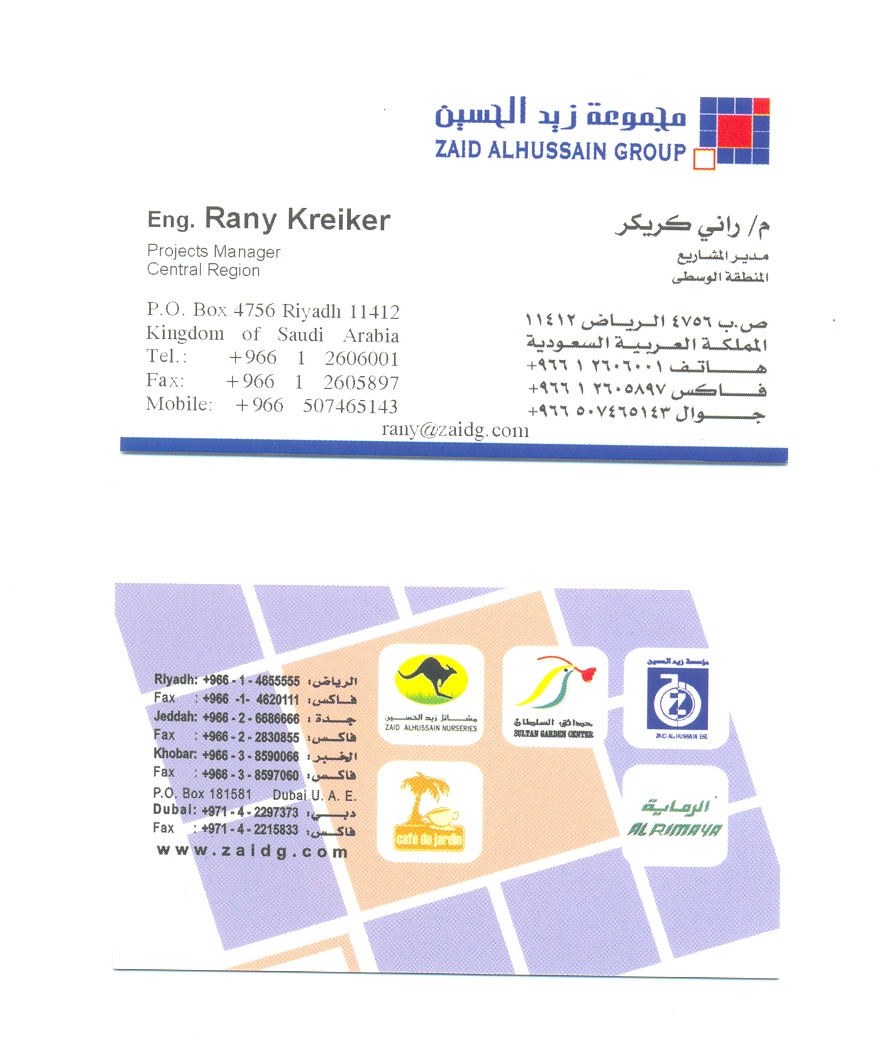 مجموعة زيد الحسين
ZAID ALHUSSAIN GROUP
Eng. Rany Kreiker
Projects Manager
Central Region
P.O. Box 4756 Riyadh 11412
Kingdom of Saudi Arabia
Tel.: +966 1 2606001
Fax: +966 1 2605897
Mobile: +966 507465143
م/ راني كريكر
مدير المشاريع
المنطقة الوسطى
ص.ب ٤٧٥٦ الرياض ١١٤١٢
المملكة العربية السعودية
هاتف ٢٦٠٦٠٠١ ١ ٩٦٦+
فاكس ٢٦٠٥٨٩٧ ١ ٩٦٦+
جوال ٥٠٧٤٦٥١٤٣ ٩٦٦+
rany@zaidg.com
Riyadh: +966 - 1 - 4655555 الرياض:
Fax : +966 -1- 4620111 فاكس:
Jeddah: +966 - 2 - 6686666 جدة:
Fax : +966 - 2 - 2830855 فاكس:
Khobar: +966 - 3 - 8590066 الخبر:
Fax : +966 - 3 - 8597060 فاكس:
P.O. Box 181581 Dubai U. A. E.
Dubai: +971 - 4 - 2297373 دبي:
Fax : +971 - 4 - 2215833 فاكس:
www.zaidg.com
مشاتل زيد الحسين
ZAID ALHUSSAIN NURSERIES
حدائق السلطان
SULTAN GARDEN CENTER
مؤسسة زيد الحسين
ZAID AL HUSSAIN EST.
café du jardin
الرماية
ALRIMAYA